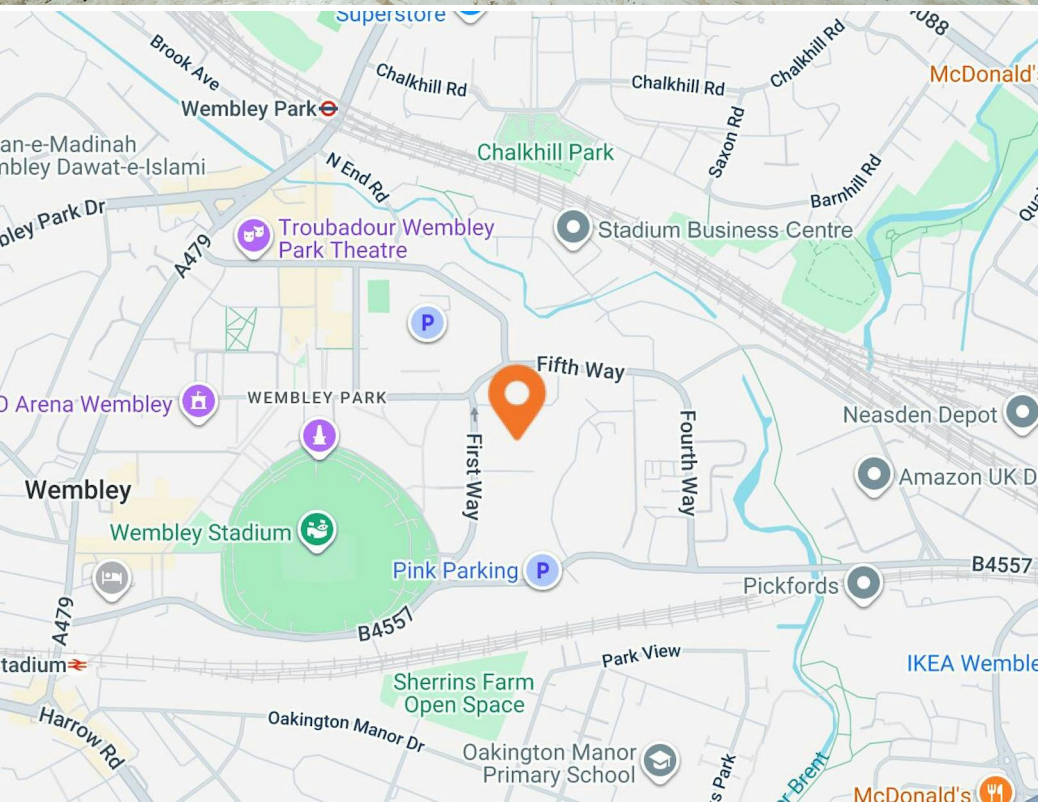 Superstore
4088
Brook Ave
Chalkhill Rd
Chalkhill Rd
Chalkhill Rd
McDonald's
Wembley Park
an-e-Madinah
mbley Dawat-e-Islami
Chalkhill Park
Saxon Rd
N End Rd
Barnhill Rd
bley Park Dr
Troubadour Wembley
Park Theatre
Stadium Business Centre
A479
P
Fifth Way
O Arena Wembley
WEMBLEY PARK
Neasden Depot
First Way
Fourth Way
Wembley
Amazon UK D
Wembley Stadium
Pink Parking
P
B4557
Pickfords
A479
B4557
tadium
Park View
IKEA Wemble
Sherrins Farm
Open Space
Harrow Rd
Oakington Manor Dr
Oakington Manor
Primary School
s Park
r Brent
McDonald's